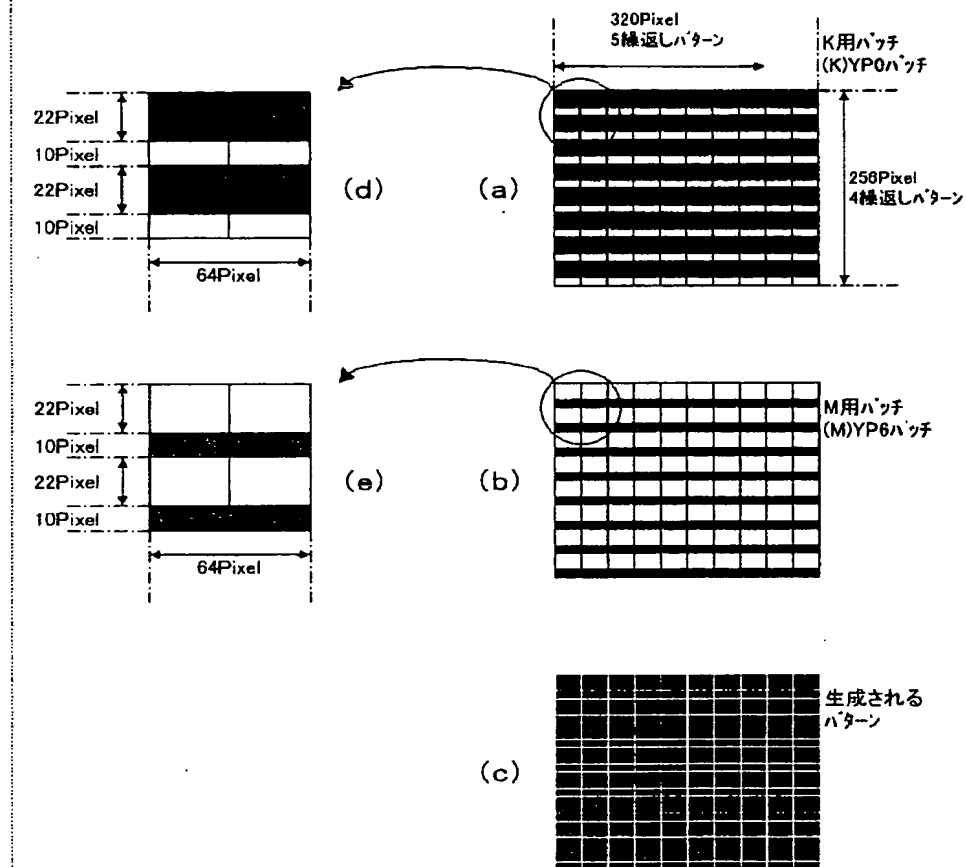 320Pixel
5繰返しパターン
K用パッチ
(K)YP0パッチ
22Pixel
10Pixel
22Pixel
10Pixel
64Pixel
(d)
(a)
256Pixel
4繰返しパターン
22Pixel
10Pixel
22Pixel
10Pixel
64Pixel
(e)
(b)
M用パッチ
(M)YP6パッチ
(c)
生成される
パターン